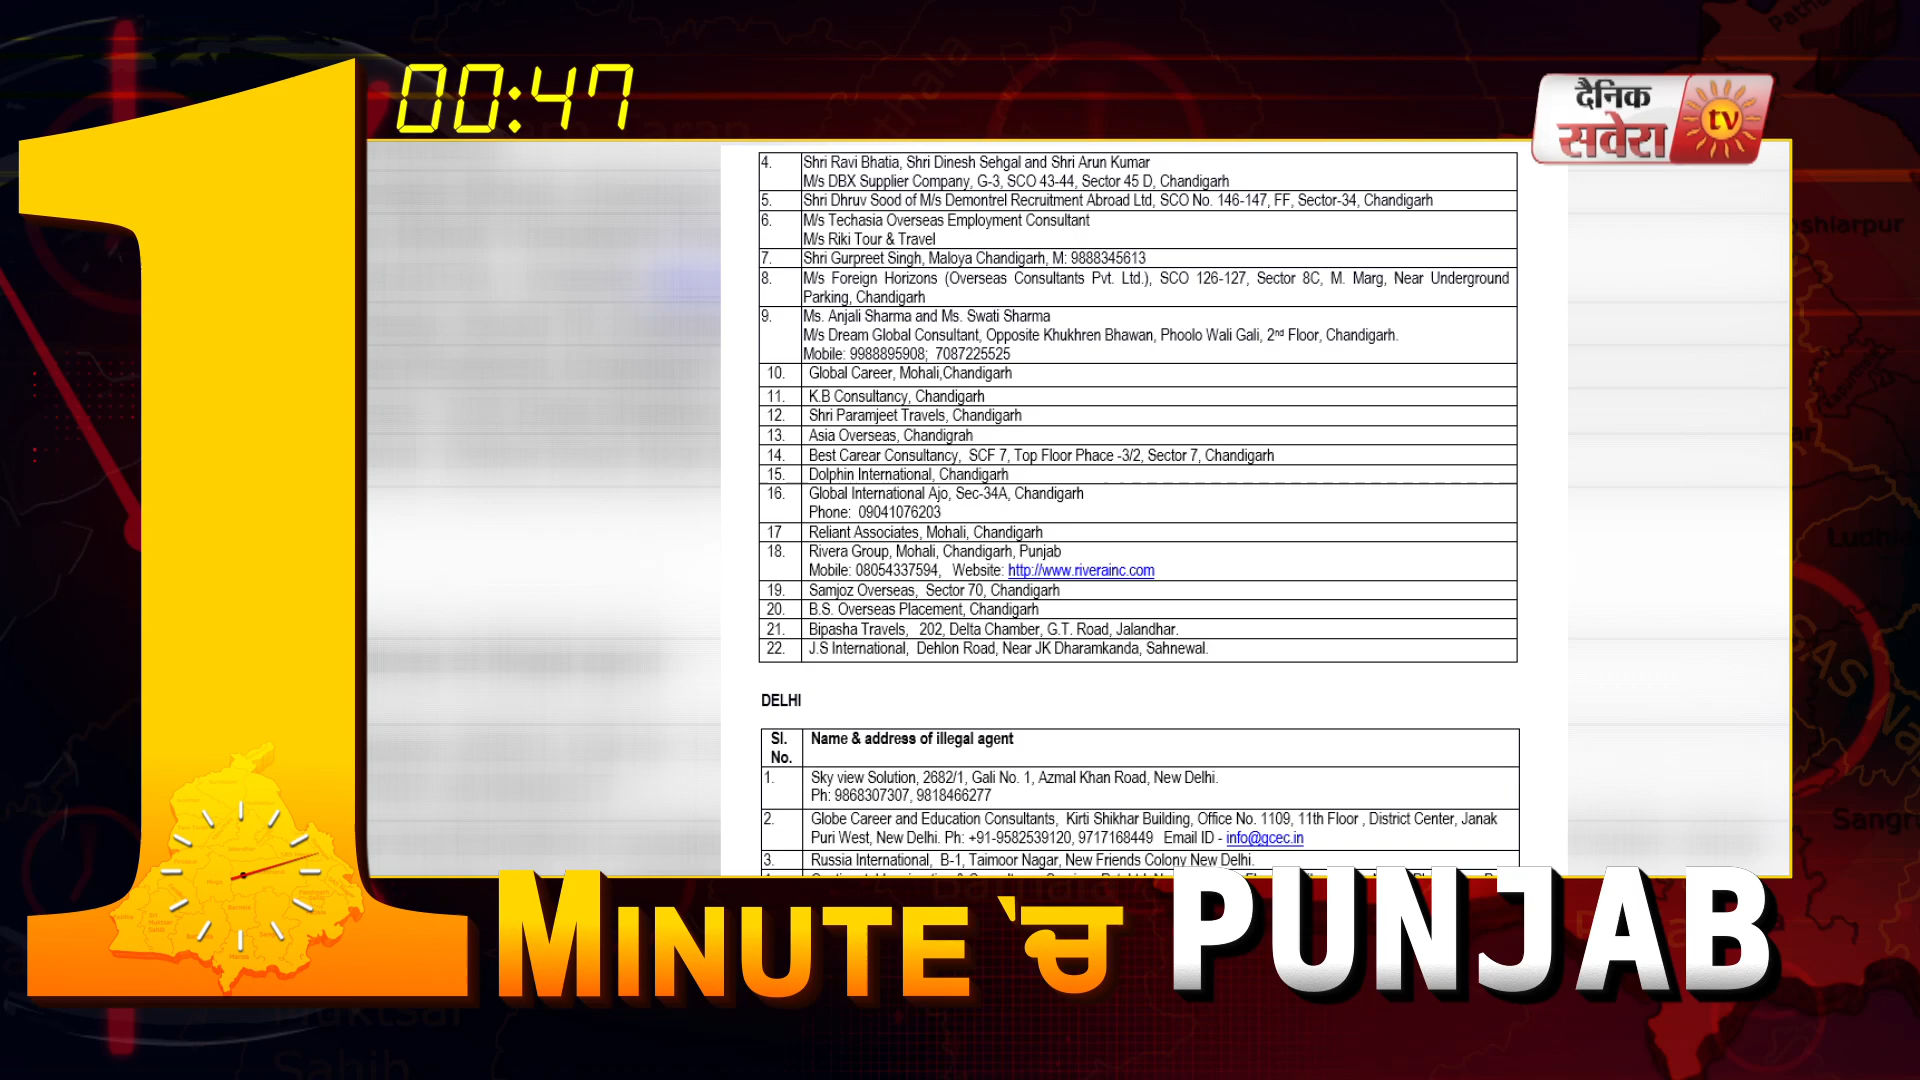 00:47
दैनिक
सवेरा
tv
4. Shri Ravi Bhatia, Shri Dinesh Sehgal and Shri Arun Kumar
M/s DBX Supplier Company, G-3, SCO 43-44, Sector 45 D, Chandigarh
5. Shri Dhruv Sood of M/s Demontrel Recruitment Abroad Ltd, SCO No. 146-147, FF, Sector-34, Chandigarh
6. M/s Techasia Overseas Employment Consultant
M/s Riki Tour & Travel
7. Shri Gurpreet Singh, Maloya Chandigarh, M: 9888345613
8. M/s Foreign Horizons (Overseas Consultants Pvt. Ltd.), SCO 126-127, Sector 8C, M. Marg, Near Underground
Parking, Chandigarh
9. Ms. Anjali Sharma and Ms. Swati Sharma
M/s Dream Global Consultant, Opposite Khukhren Bhawan, Phoolo Wali Gali, 2nd Floor, Chandigarh.
Mobile: 9988895908; 7087225525
10. Global Career, Mohali,Chandigarh
11. K.B Consultancy, Chandigarh
12. Shri Paramjeet Travels, Chandigarh
13. Asia Overseas, Chandigrah
14. Best Carear Consultancy, SCF 7, Top Floor Phace -3/2, Sector 7, Chandigarh
15. Dolphin International, Chandigarh
16. Global International Ajo, Sec-34A, Chandigarh
Phone: 09041076203
17 Reliant Associates, Mohali, Chandigarh
18. Rivera Group, Mohali, Chandigarh, Punjab
Mobile: 08054337594, Website: http://www.riverainc.com
19. Samjoz Overseas, Sector 70, Chandigarh
20. B.S. Overseas Placement, Chandigarh
21. Bipasha Travels, 202, Delta Chamber, G.T. Road, Jalandhar.
22. J.S International, Dehlon Road, Near JK Dharamkanda, Sahnewal.
DELHI
Sl. No. Name & address of illegal agent
1. Sky view Solution, 2682/1, Gali No. 1, Azmal Khan Road, New Delhi.
Ph: 9868307307, 9818466277
2. Globe Career and Education Consultants, Kirti Shikhar Building, Office No. 1109, 11th Floor , District Center, Janak
Puri West, New Delhi. Ph: +91-9582539120, 9717168449 Email ID - info@gcec.in
3. Russia International, B-1, Taimoor Nagar, New Friends Colony New Delhi.
1 MINUTE 'ਚ PUNJAB